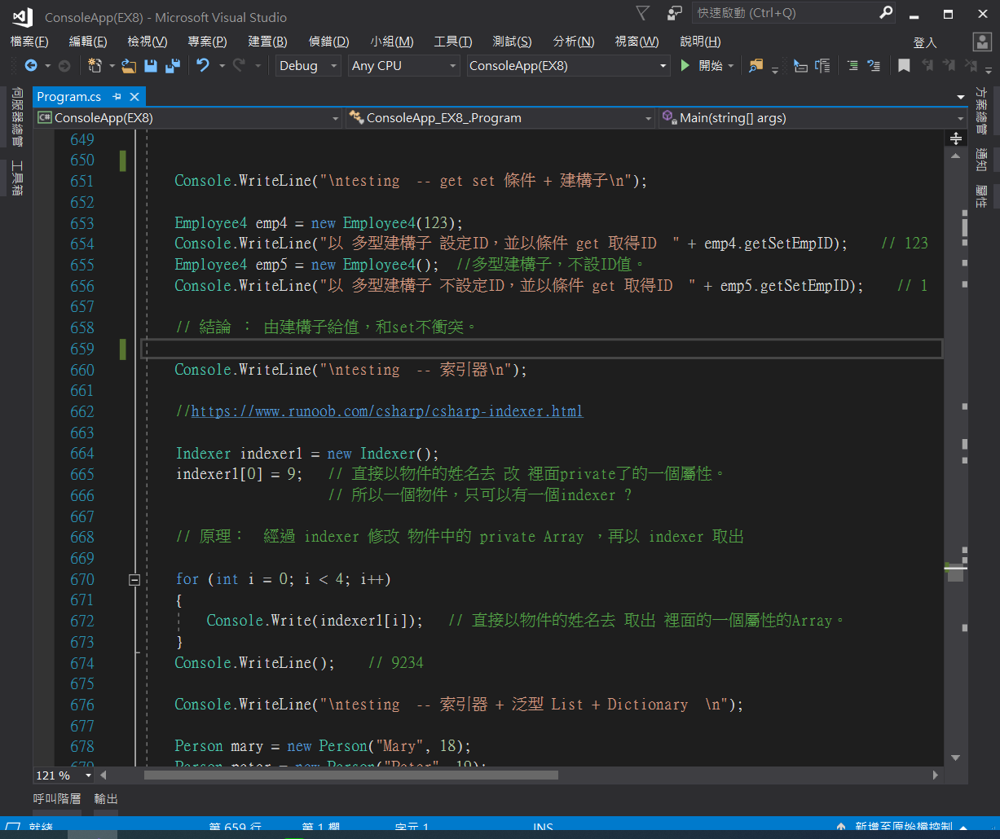 ConsoleApp(EX8) - Microsoft Visual Studio
快速啟動 (Ctrl+Q)
檔案(F) 編輯(E) 檢視(V) 專案(P) 建置(B) 偵錯(D) 小組(M) 工具(T) 測試(S) 分析(N) 視窗(W) 說明(H) 登入
Debug Any CPU ConsoleApp(EX8) 開始
伺服器總管
工具箱
Program.cs
ConsoleApp(EX8) ConsoleApp_EX8_.Program Main(string[] args)
649
650
651 Console.WriteLine("\ntesting  -- get set 條件 + 建構子\n");
652
653 Employee4 emp4 = new Employee4(123);
654 Console.WriteLine("以 多型建構子 設定ID，並以條件 get 取得ID  " + emp4.getSetEmpID);    // 123
655 Employee4 emp5 = new Employee4();  //多型建構子，不設ID值。
656 Console.WriteLine("以 多型建構子 不設定ID，並以條件 get 取得ID  " + emp5.getSetEmpID);    // 1
657
658 // 結論 ： 由建構子給值，和set不衝突。
659
660 Console.WriteLine("\ntesting  -- 索引器\n");
661
662 //https://www.runoob.com/csharp/csharp-indexer.html
663
664 Indexer indexer1 = new Indexer();
665 indexer1[0] = 9;   // 直接以物件的姓名去 改 裡面private了的一個屬性。
666 // 所以一個物件，只可以有一個indexer ?
667
668 // 原理：  經過 indexer 修改 物件中的 private Array ，再以 indexer 取出
669
670 for (int i = 0; i < 4; i++)
671 {
672 Console.Write(indexer1[i]);   // 直接以物件的姓名去 取出 裡面的一個屬性的Array。
673 }
674 Console.WriteLine();    // 9234
675
676 Console.WriteLine("\ntesting  -- 索引器 + 泛型 List + Dictionary  \n");
677
678 Person mary = new Person("Mary", 18);
679 Person peter = new Person("Peter", 19);
方案總管
通知
屬性
121 %
呼叫階層 輸出
就緒 第 659 行 第 1 欄 字元 1 INS 新增至原始檔控制